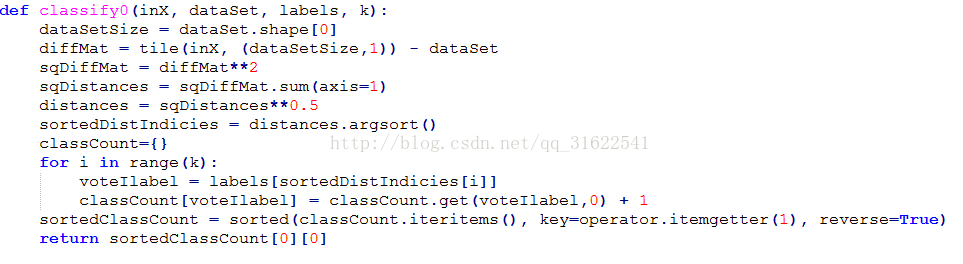 def classify0(inX, dataSet, labels, k):
    dataSetSize = dataSet.shape[0]
    diffMat = tile(inX, (dataSetSize,1)) - dataSet
    sqDiffMat = diffMat**2
    sqDistances = sqDiffMat.sum(axis=1)
    distances = sqDistances**0.5
    sortedDistIndicies = distances.argsort()
    classCount={}
http://blog.csdn.net/qq_31622541
    for i in range(k):
        voteIlabel = labels[sortedDistIndicies[i]]
        classCount[voteIlabel] = classCount.get(voteIlabel,0) + 1
    sortedClassCount = sorted(classCount.iteritems(), key=operator.itemgetter(1), reverse=True)
    return sortedClassCount[0][0]